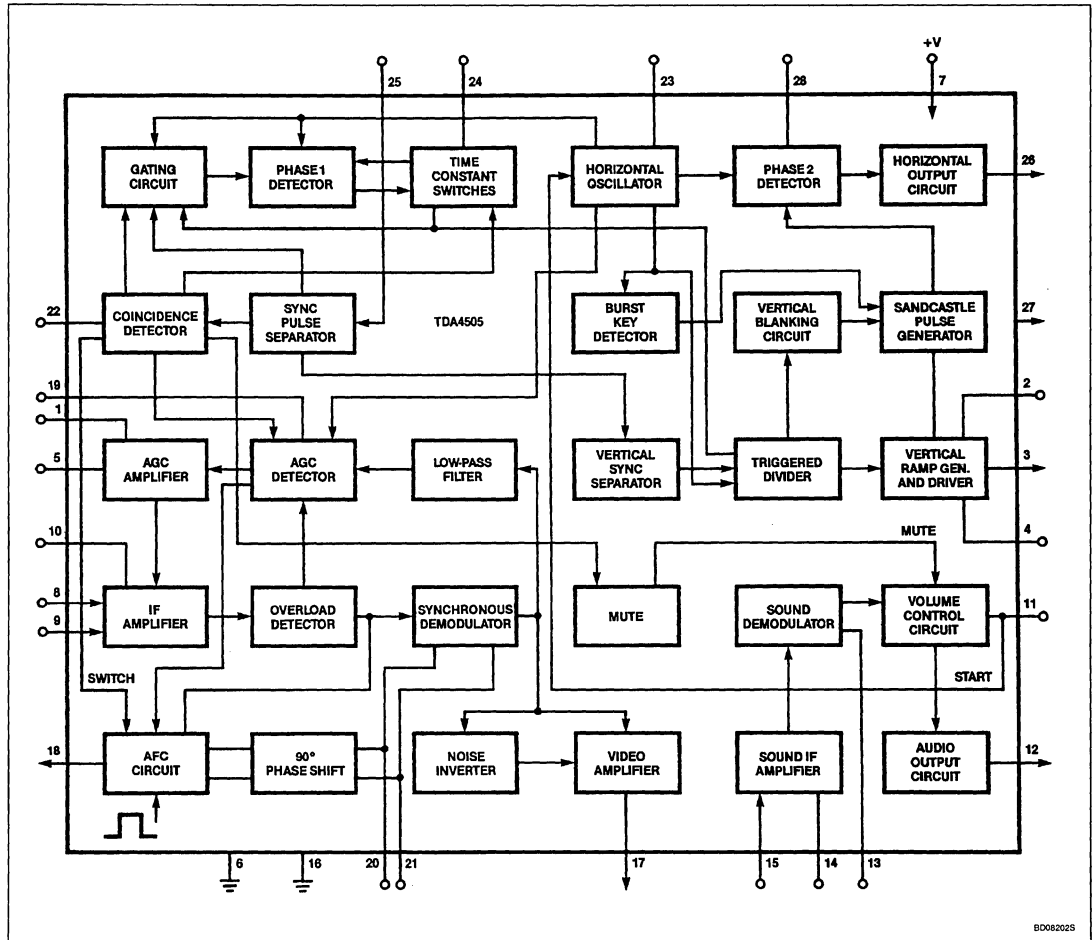 +V
25
24
23
28
7
GATING
CIRCUIT
PHASE 1
DETECTOR
TIME
CONSTANT
SWITCHES
HORIZONTAL
OSCILLATOR
PHASE 2
DETECTOR
HORIZONTAL
OUTPUT
CIRCUIT
26
22
COINCIDENCE
DETECTOR
SYNC
PULSE
SEPARATOR
TDA4505
BURST
KEY
DETECTOR
VERTICAL
BLANKING
CIRCUIT
SANDCASTLE
PULSE
GENERATOR
27
19
1
5
AGC
AMPLIFIER
AGC
DETECTOR
LOW-PASS
FILTER
VERTICAL
SYNC
SEPARATOR
TRIGGERED
DIVIDER
VERTICAL
RAMP GEN.
AND DRIVER
2
3
4
10
8
9
IF
AMPLIFIER
OVERLOAD
DETECTOR
SYNCHRONOUS
DEMODULATOR
MUTE
SOUND
DEMODULATOR
MUTE
VOLUME
CONTROL
CIRCUIT
11
SWITCH
START
18
AFC
CIRCUIT
90°
PHASE SHIFT
NOISE
INVERTER
VIDEO
AMPLIFIER
SOUND IF
AMPLIFIER
AUDIO
OUTPUT
CIRCUIT
12
6
16
20
21
17
15
14
13
BD08202S